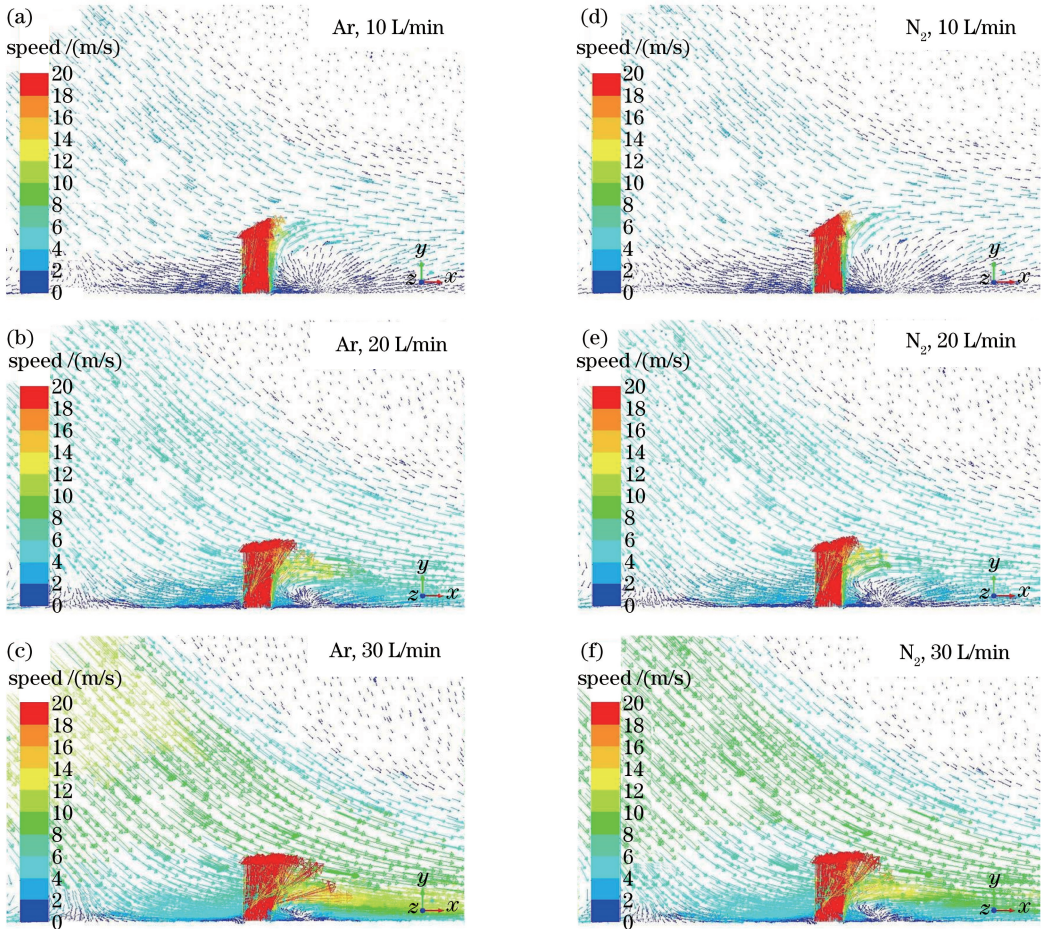 (a)
Ar, 10 L/min
speed /(m/s)
20
18
16
14
12
10
8
6
4
2
0
y
z x
(d)
N₂, 10 L/min
speed /(m/s)
20
18
16
14
12
10
8
6
4
2
0
y
z x
(b)
Ar, 20 L/min
speed /(m/s)
20
18
16
14
12
10
8
6
4
2
0
y
z x
(e)
N₂, 20 L/min
speed /(m/s)
20
18
16
14
12
10
8
6
4
2
0
y
z x
(c)
Ar, 30 L/min
speed /(m/s)
20
18
16
14
12
10
8
6
4
2
0
y
z x
(f)
N₂, 30 L/min
speed /(m/s)
20
18
16
14
12
10
8
6
4
2
0
y
z x